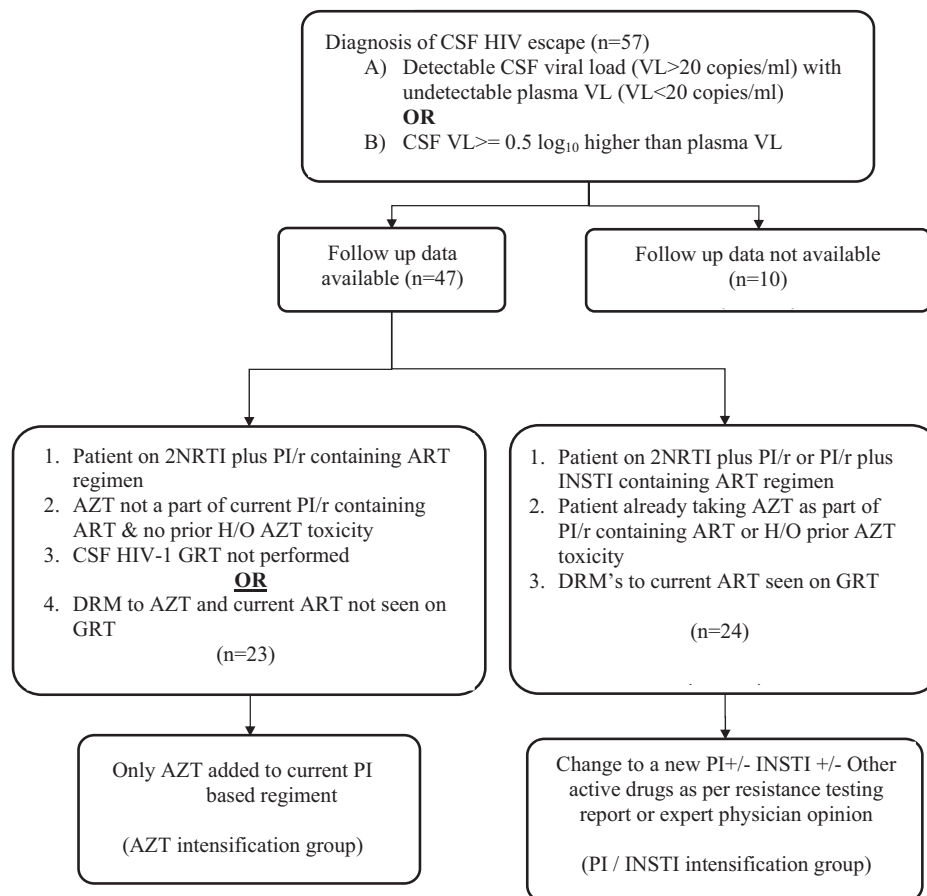 Diagnosis of CSF HIV escape (n=57)
A) Detectable CSF viral load (VL>20 copies/ml) with
undetectable plasma VL (VL<20 copies/ml)
OR
B) CSF VL>= 0.5 log₁₀ higher than plasma VL
Follow up data
available (n=47)
Follow up data not available
(n=10)
1. Patient on 2NRTI plus PI/r containing ART
regimen
2. AZT not a part of current PI/r containing
ART & no prior H/O AZT toxicity
3. CSF HIV-1 GRT not performed
OR
4. DRM to AZT and current ART not seen on
GRT
(n=23)
1. Patient on 2NRTI plus PI/r or PI/r plus
INSTI containing ART regimen
2. Patient already taking AZT as part of
PI/r containing ART or H/O prior AZT
toxicity
3. DRM's to current ART seen on GRT
(n=24)
Only AZT added to current PI
based regiment
(AZT intensification group)
Change to a new PI+/- INSTI +/- Other
active drugs as per resistance testing
report or expert physician opinion
(PI / INSTI intensification group)